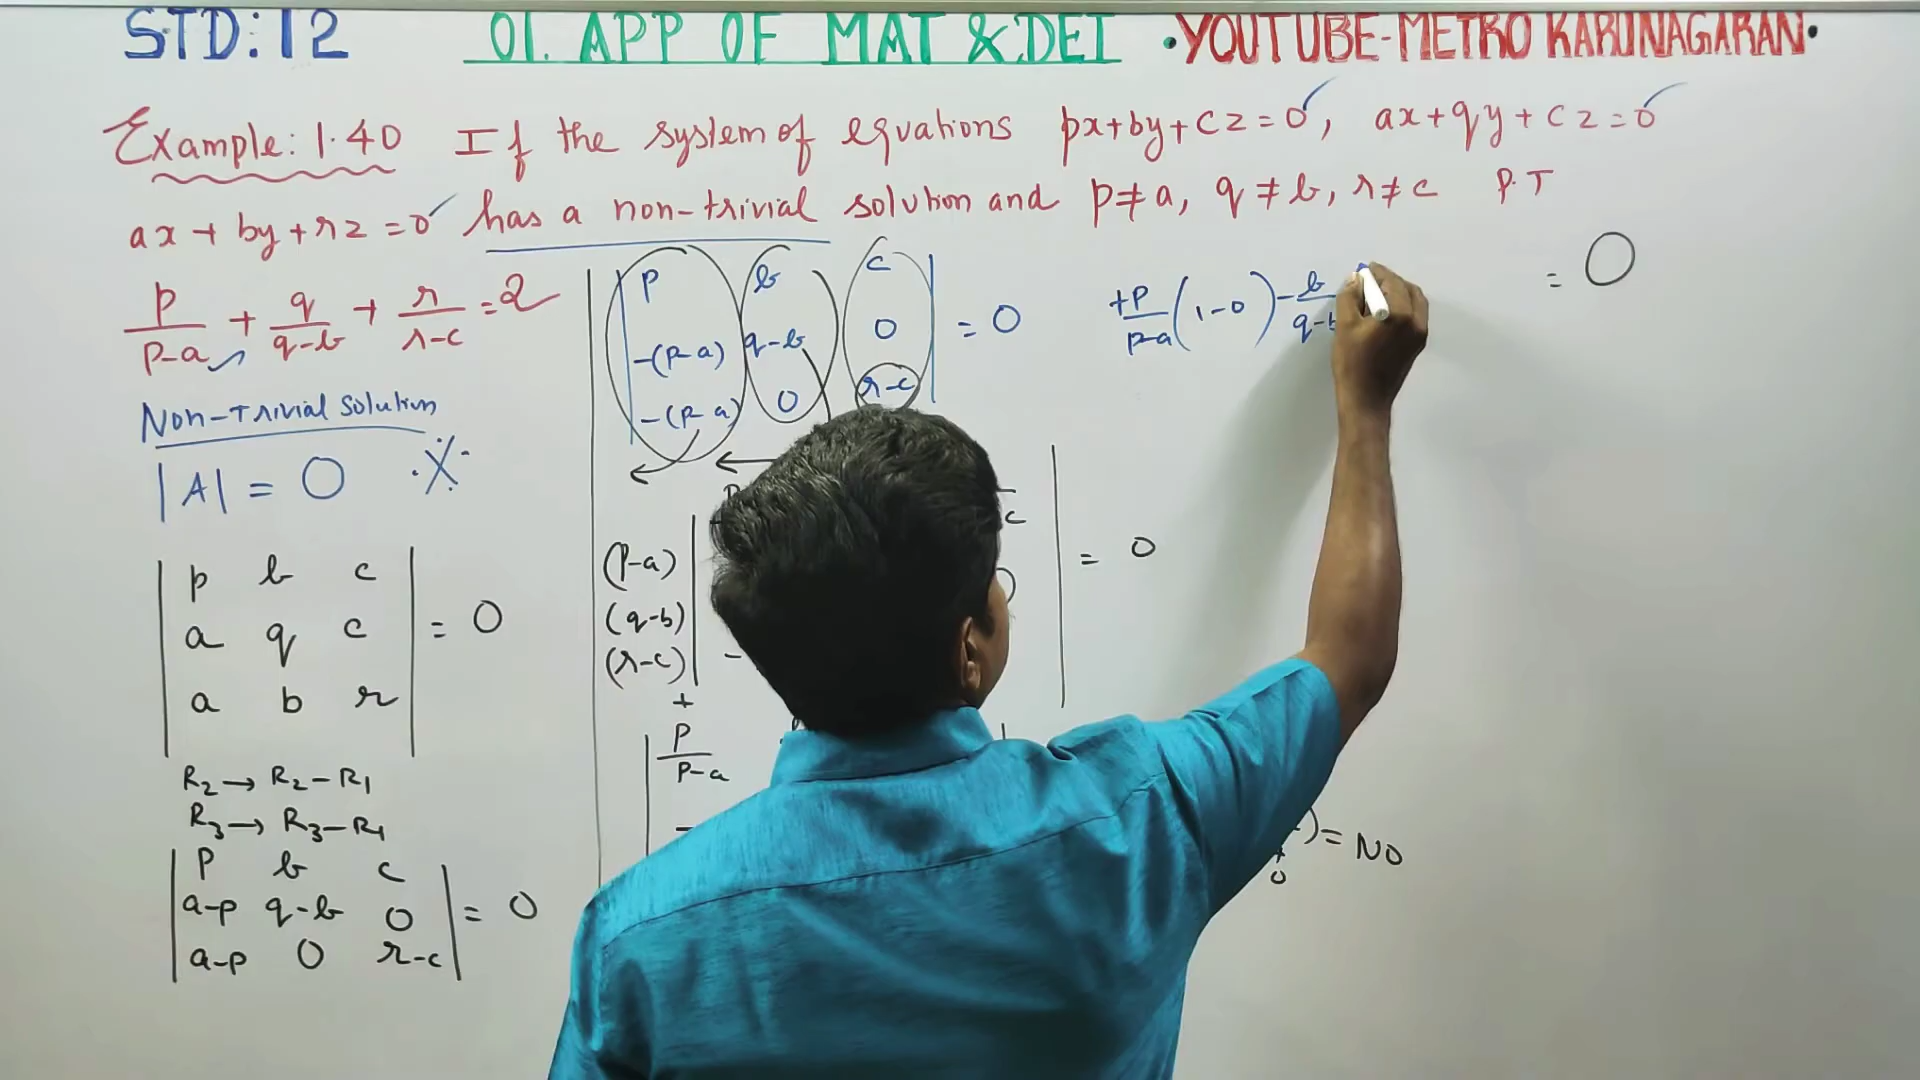 STD: 12 01. APP OF MAT & DET •YOUTUBE-METRO KARUNAGARAN•
Example: 1.40 If the system of equations px+by+cz=0, ax+qy+cz=0
ax+by+rz=0 has a non-trivial solution and p≠a, q≠b, r≠c P.T
p/(p-a) + q/(q-b) + r/(r-c) = 2
Non-Trivial Solution
|A| = 0
| p b c |
| a q c | = 0
| a b r |
R2 → R2-R1
R3 → R3-R1
| p b c |
| a-p q-b 0 | = 0
| a-p 0 r-c |
| p b c |
| -(p-a) q-b 0 | = 0
| -(p-a) 0 r-c |
(p-a)
(q-b)
(r-c)
= 0
+
p/(p-a)
) = NO
0
+p/(p-a) (1-0) - b/(q-b
= 0